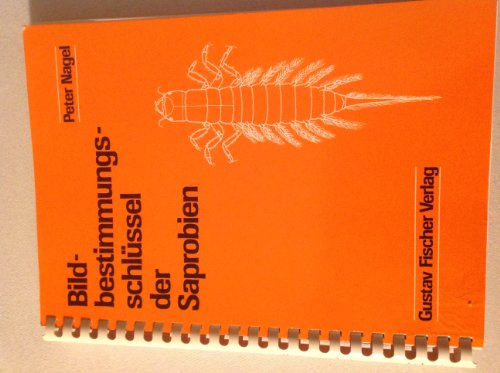 Peter Nagel
Bild-
bestimmungs-
schlüssel
der
Saprobien
Gustav Fischer Verlag